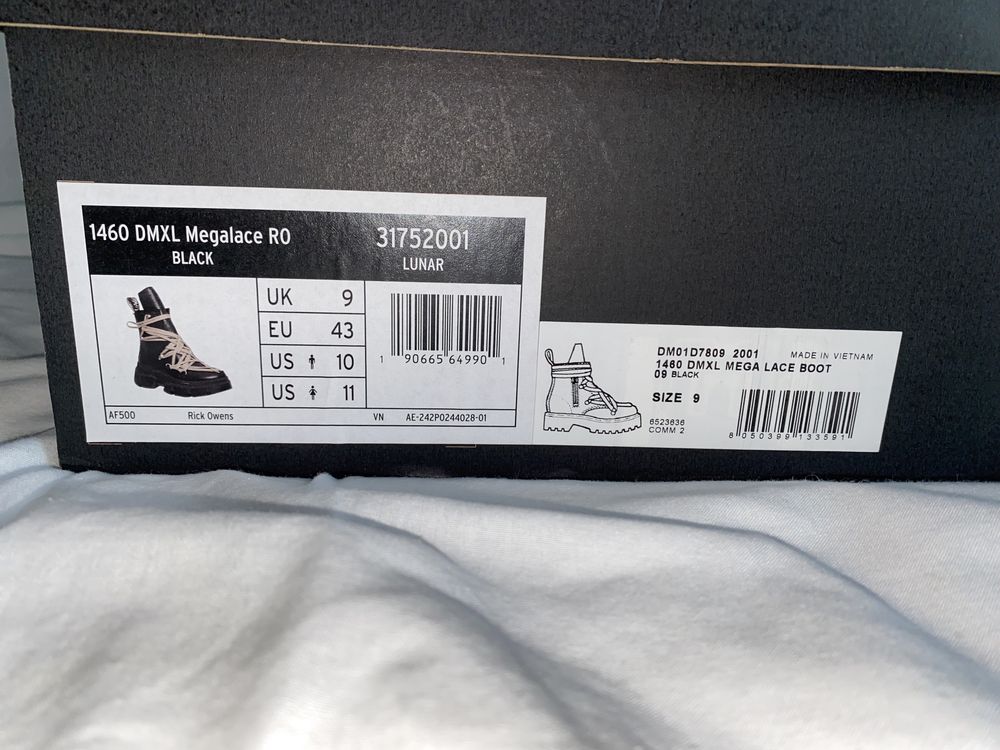 1460 DMXL Megalace RO
BLACK
31752001
LUNAR
UK 9
EU 43
US 10
US 11
1 90665 64990 1
AF500 Rick Owens VN AE-242P0244028-01
DM01D7809 2001 MADE IN VIETNAM
1460 DMXL MEGA LACE BOOT
09 BLACK
SIZE 9
6523636
COMM 2
8 050399 133591